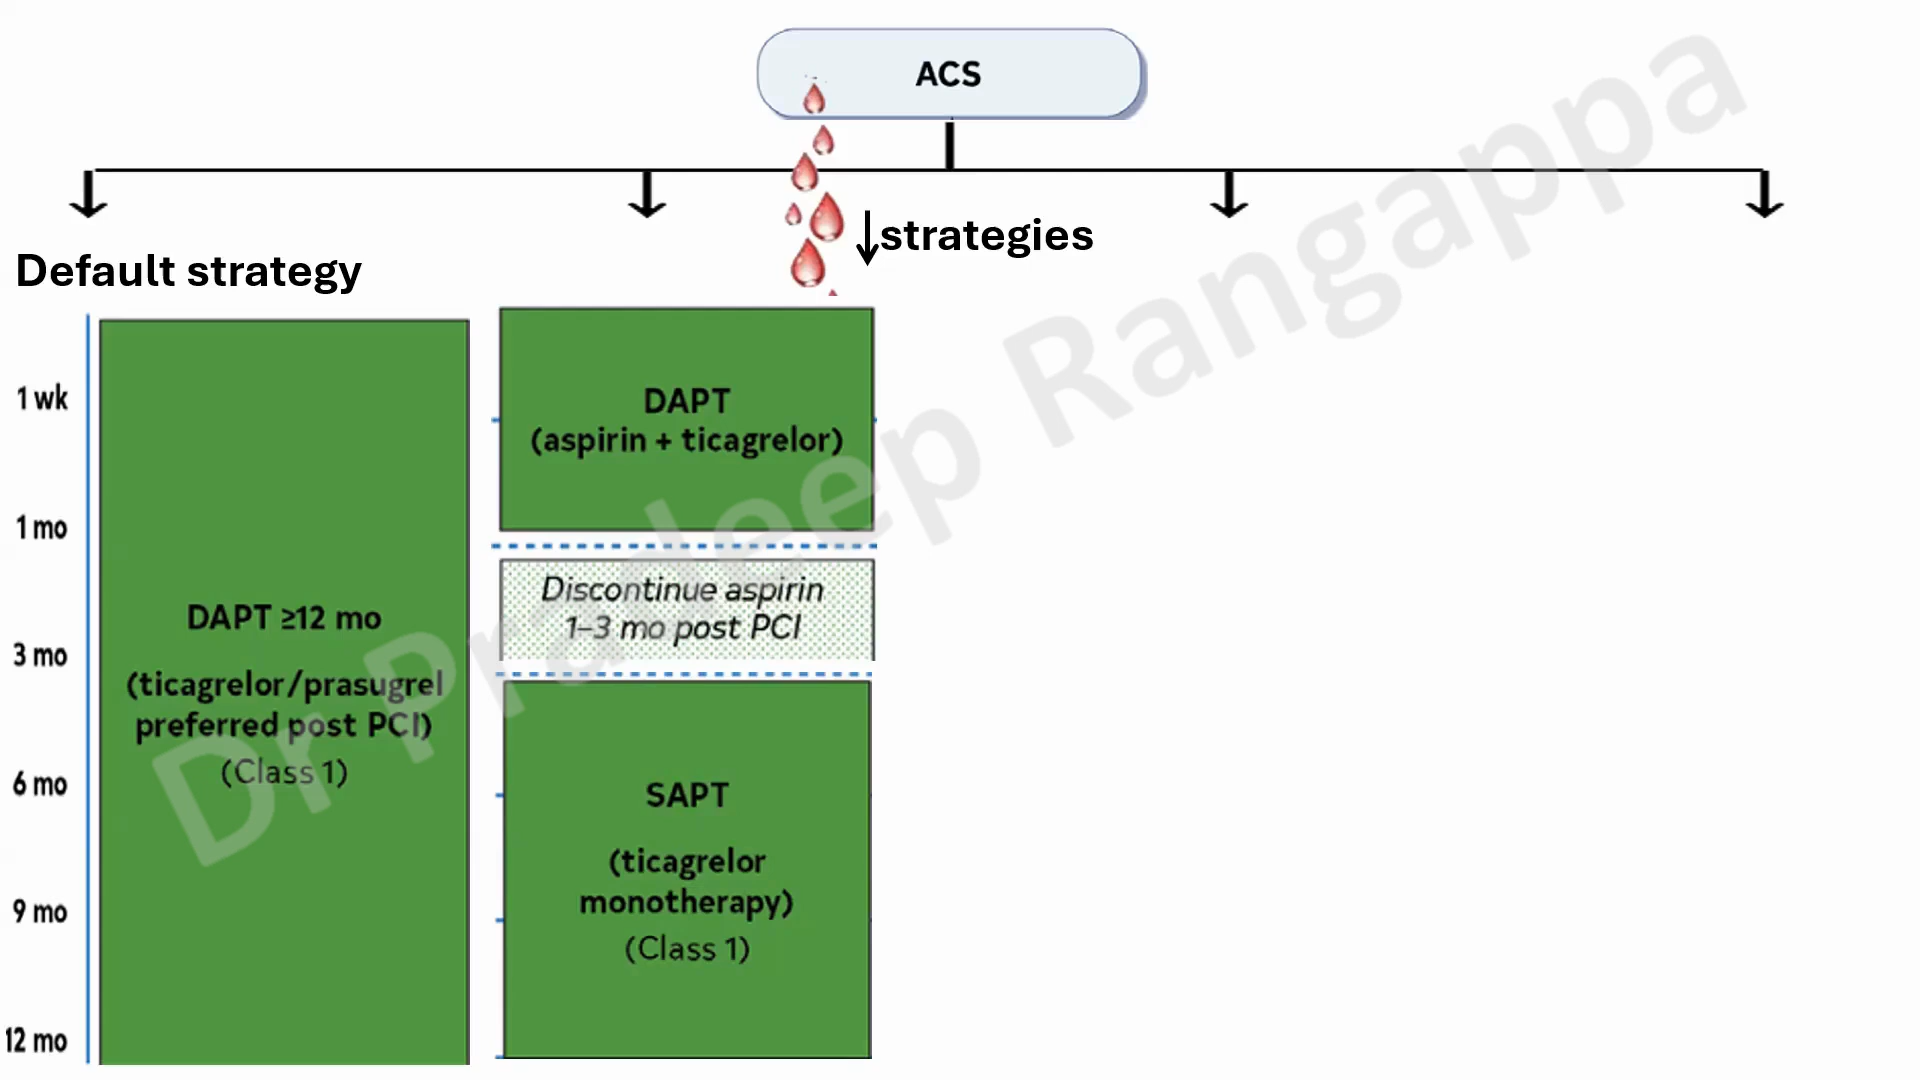 ACS
↓strategies
Default strategy
1 wk
1 mo
3 mo
6 mo
9 mo
12 mo
DAPT ≥12 mo
(ticagrelor/prasugrel
preferred post PCI)
(Class 1)
DAPT
(aspirin + ticagrelor)
Discontinue aspirin
1–3 mo post PCI
SAPT
(ticagrelor
monotherapy)
(Class 1)
Dr Pradeep Rangappa